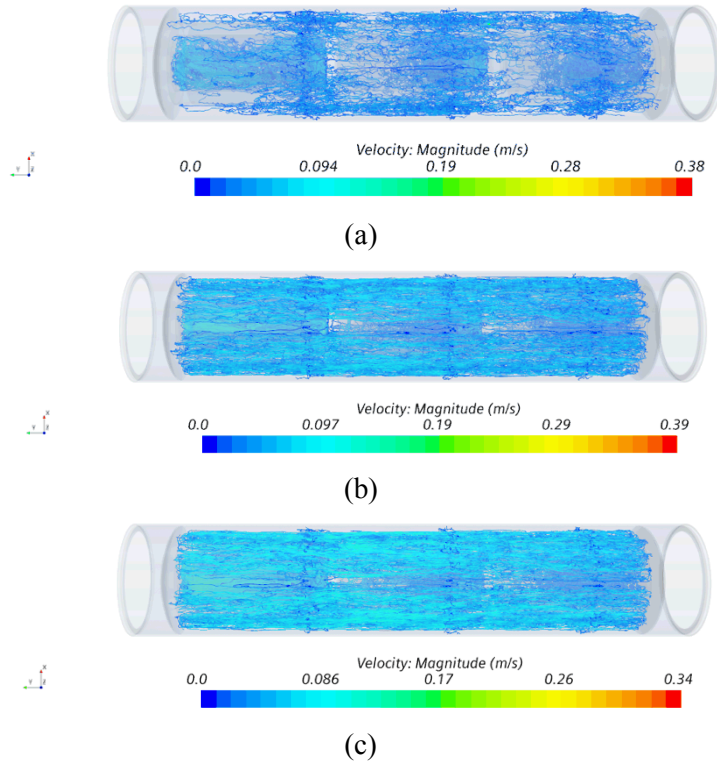 X
Y
Z
Velocity: Magnitude (m/s)
0.0 0.094 0.19 0.28 0.38
(a)
X
Y
Z
Velocity: Magnitude (m/s)
0.0 0.097 0.19 0.29 0.39
(b)
X
Y
Z
Velocity: Magnitude (m/s)
0.0 0.086 0.17 0.26 0.34
(c)